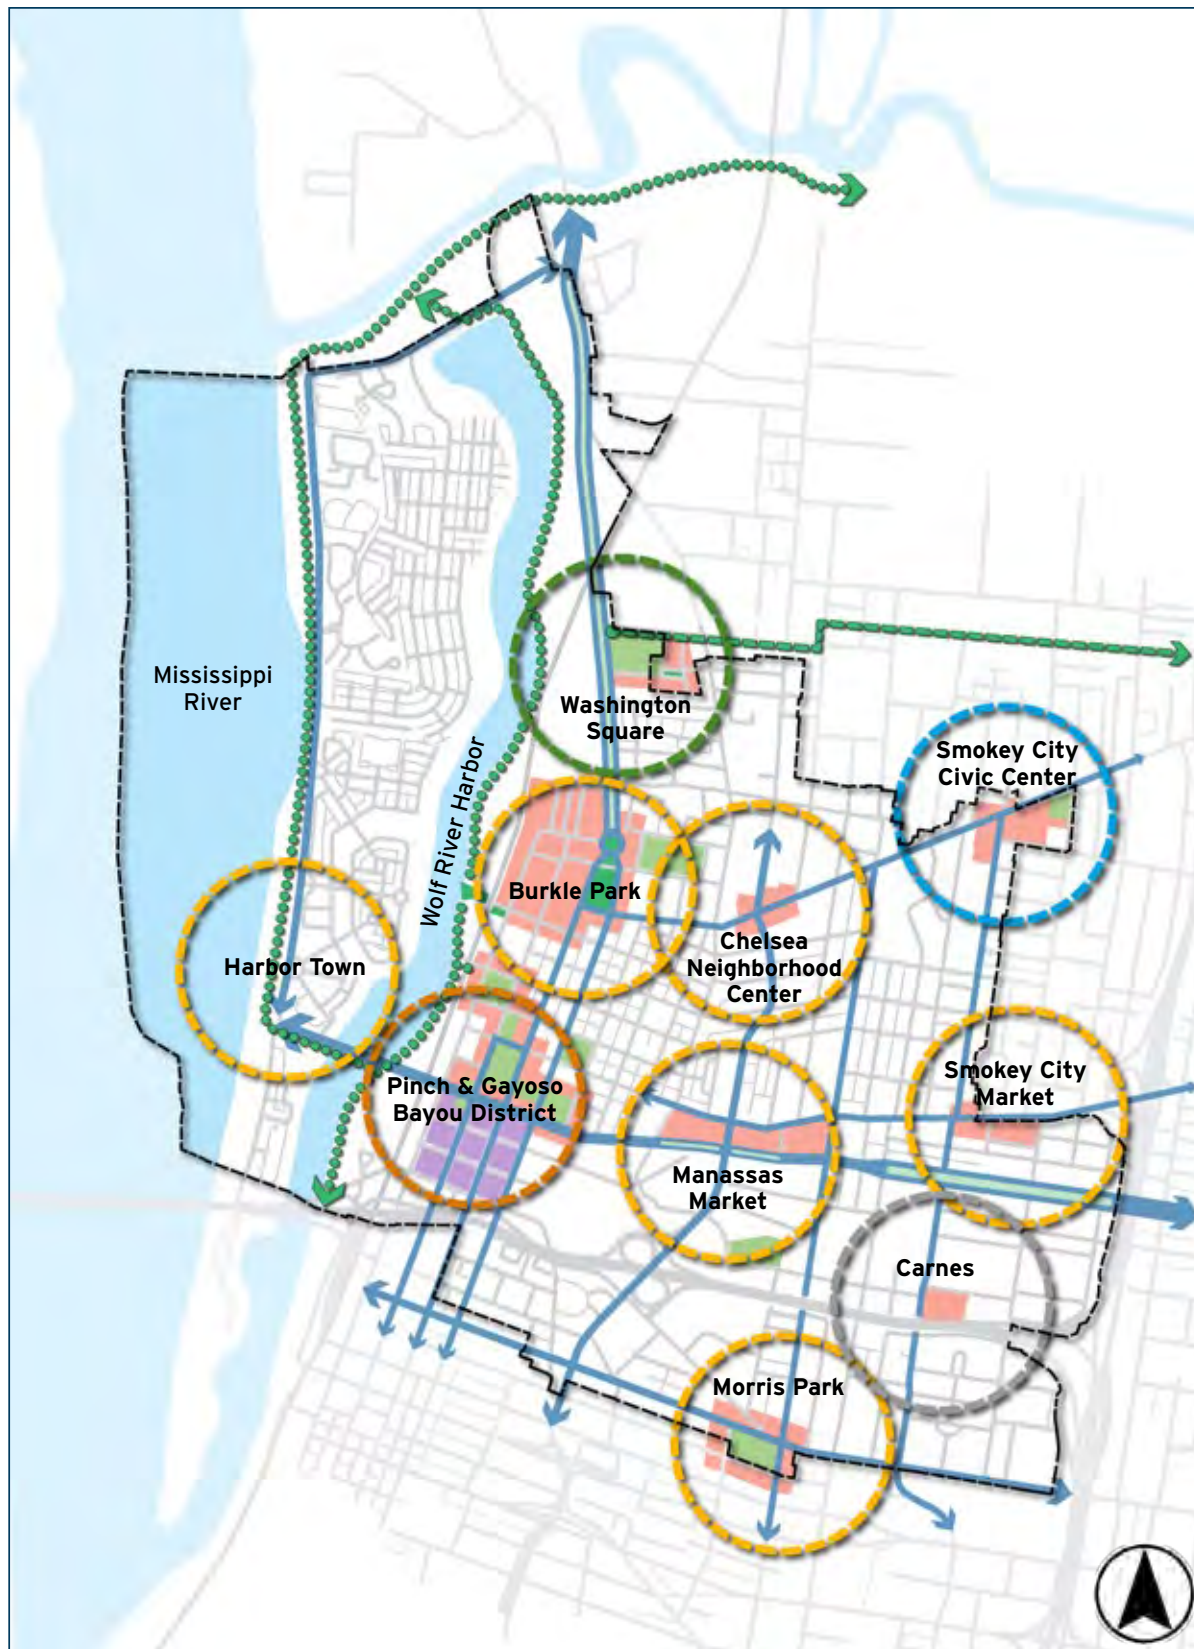 Mississippi
River
Washington
Square
Smokey City
Civic Center
Wolf River Harbor
Burkle Park
Chelsea
Neighborhood
Center
Harbor Town
Pinch & Gayoso
Bayou District
Smokey City
Market
Manassas
Market
Carnes
Morris Park